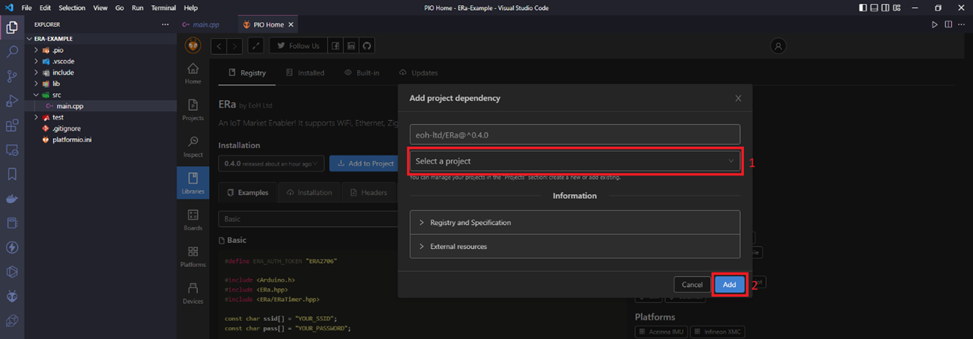 File Edit Selection View Go Run Terminal Help
PIO Home - ERa-Example - Visual Studio Code
EXPLORER
main.cpp
PIO Home
ERA-EXAMPLE
.pio
.vscode
include
lib
src
main.cpp
test
.gitignore
platformio.ini
Follow Us
Home
Projects
Inspect
Libraries
Boards
Platforms
Devices
Registry
Installed
Built-in
Updates
ERa by EoH Ltd
An IoT Market Enabler! It supports WiFi, Ethernet, Zig
Installation
0.4.0 released about an hour ago
Add to Project
Examples
Installation
Headers
Basic
Basic
#define ERA_AUTH_TOKEN "ERA2706"
#include <Arduino.h>
#include <ERa.hpp>
#include <ERa/ERaTimer.hpp>
const char ssid[] = "YOUR_SSID";
const char pass[] = "YOUR_PASSWORD";
Add project dependency
eoh-ltd/ERa@^0.4.0
Select a project
1
You can manage your projects in the "Projects" section: create a new or add existing.
Information
Registry and Specification
External resources
Cancel
Add
2
Platforms
Aceinna IMU
Infineon XMC